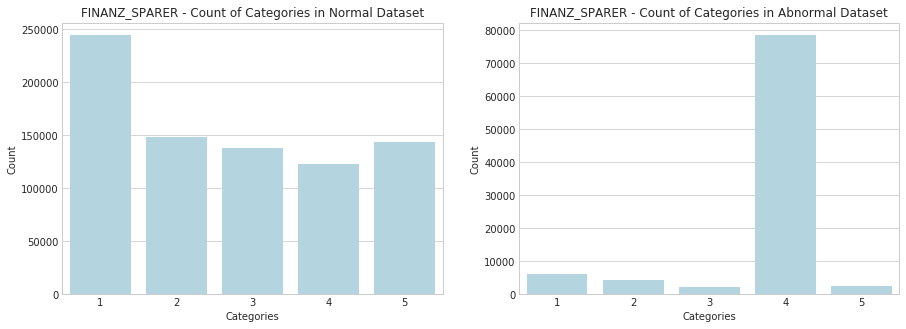 FINANZ_SPARER - Count of Categories in Normal Dataset
250000
200000
150000
100000
50000
0
Count
1 2 3 4 5
Categories
FINANZ_SPARER - Count of Categories in Abnormal Dataset
80000
70000
60000
50000
40000
30000
20000
10000
0
Count
1 2 3 4 5
Categories